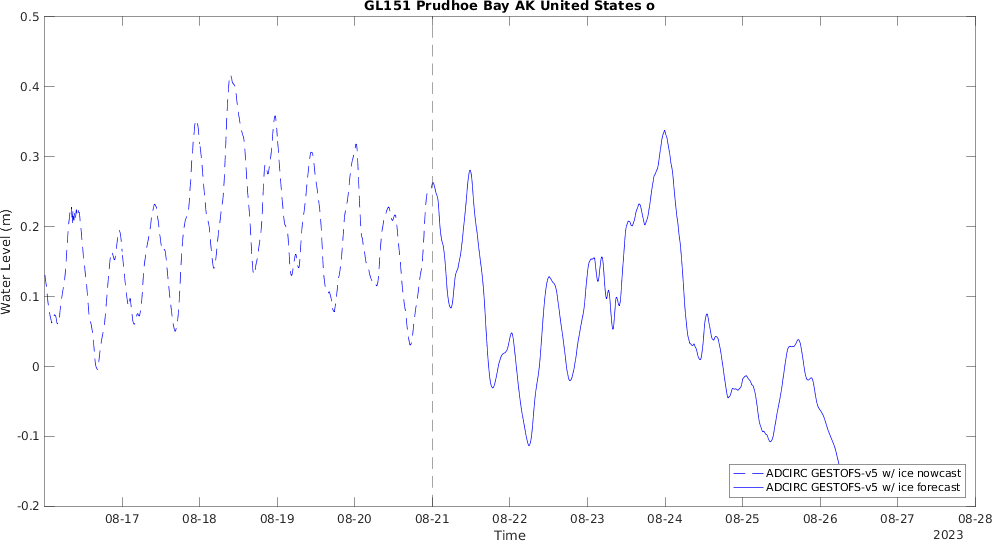 GL151 Prudhoe Bay AK United States o
0.5
0.4
0.3
0.2
0.1
0
-0.1
-0.2
Water Level (m)
ADCIRC GESTOFS-v5 w/ ice nowcast
ADCIRC GESTOFS-v5 w/ ice forecast
08-17 08-18 08-19 08-20 08-21 08-22 08-23 08-24 08-25 08-26 08-27 08-28
Time
2023